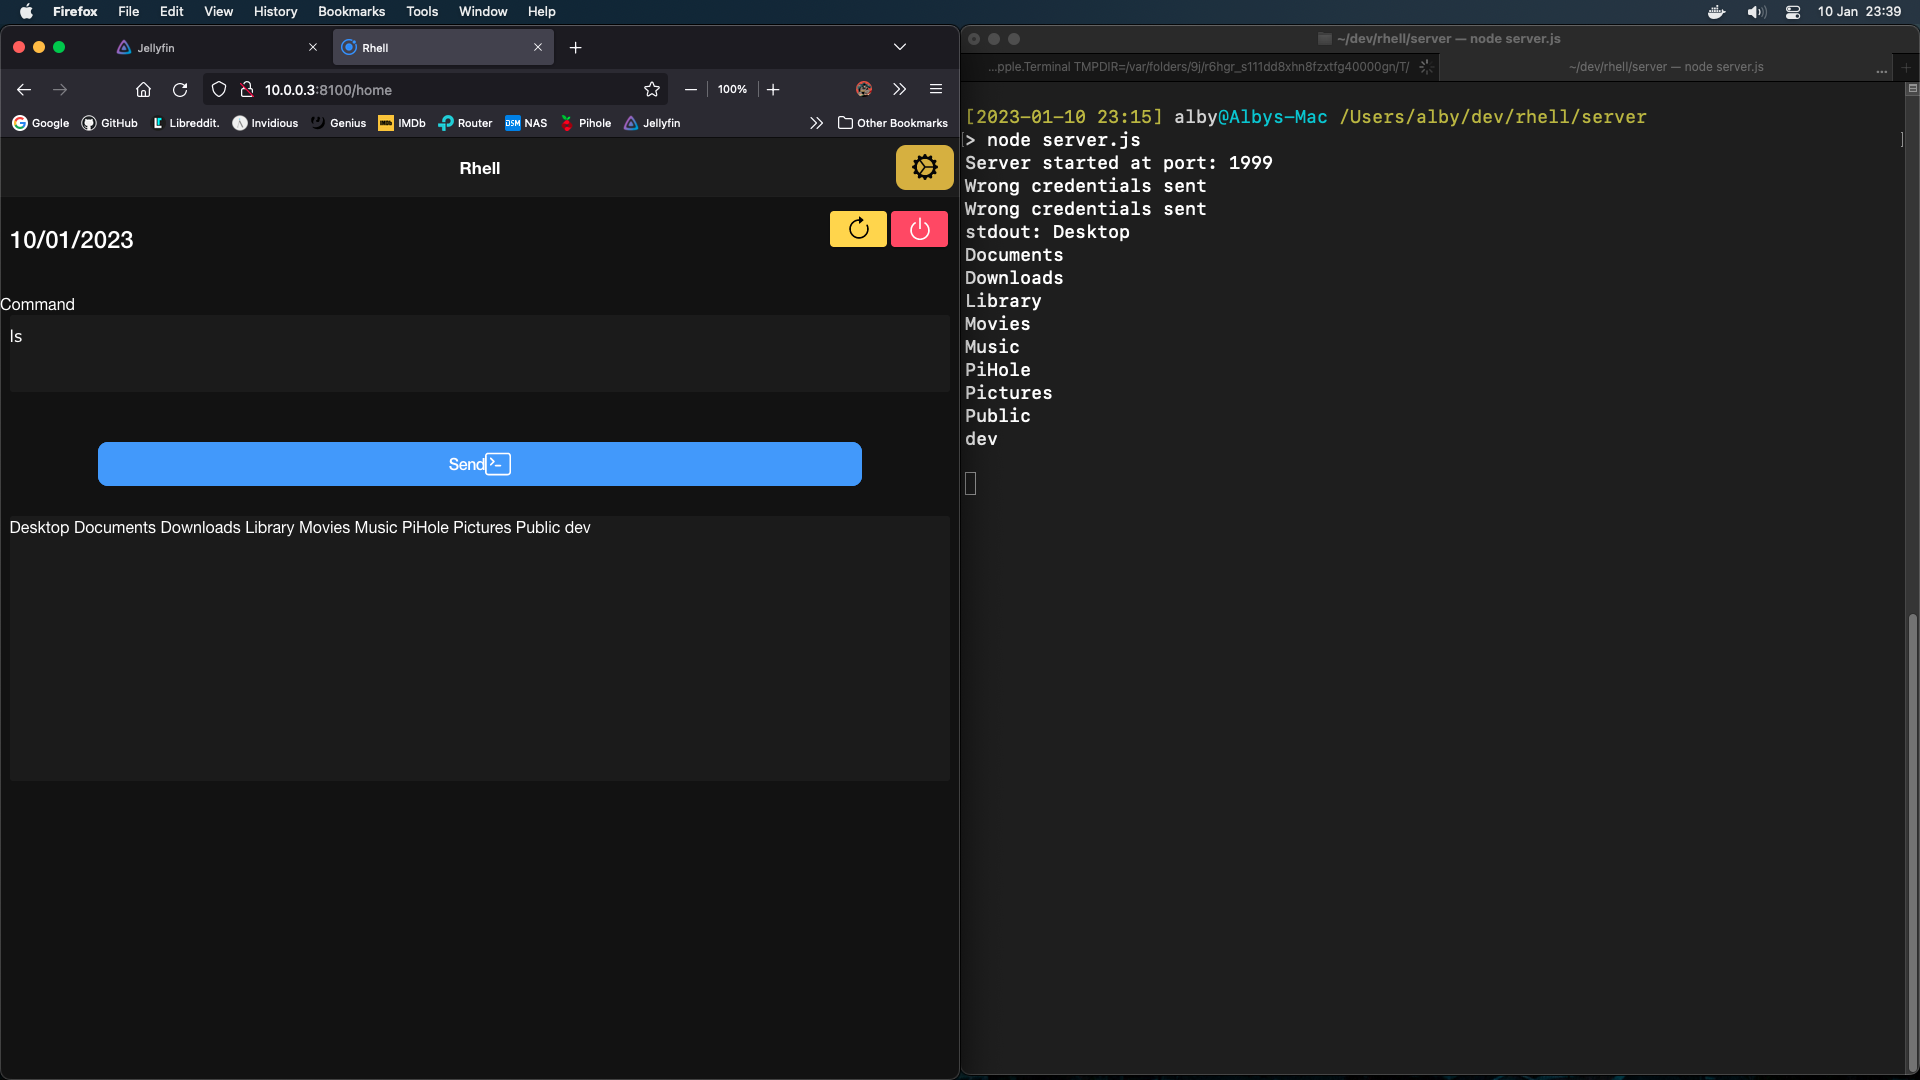 Firefox File Edit View History Bookmarks Tools Window Help 10 Jan 23:39
Jellyfin Rhell
10.0.0.3:8100/home 100%
Google GitHub Libreddit. Invidious Genius IMDb Router DSM NAS Pihole Jellyfin Other Bookmarks
Rhell
10/01/2023
Command
ls
Send
Desktop Documents Downloads Library Movies Music PiHole Pictures Public dev
~/dev/rhell/server — node server.js
...pple.Terminal TMPDIR=/var/folders/9j/r6hgr_s111dd8xhn8fzxtfg40000gn/T/ ~/dev/rhell/server — node server.js ...
[2023-01-10 23:15] alby@Albys-Mac /Users/alby/dev/rhell/server
[> node server.js ]
Server started at port: 1999
Wrong credentials sent
Wrong credentials sent
stdout: Desktop
Documents
Downloads
Library
Movies
Music
PiHole
Pictures
Public
dev